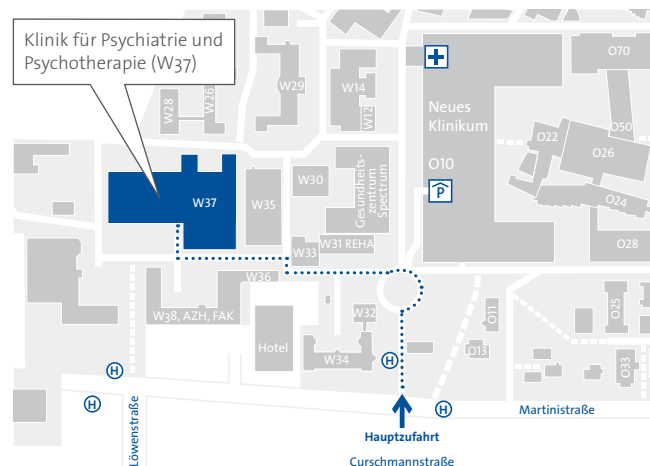 Klinik für Psychiatrie und
Psychotherapie (W37)
W28
W26
W29
W14
W12
Neues
Klinikum
O10
O70
O50
O22
O26
O24
O28
W37
W35
W30
Gesundheits-
zentrum
Spectrum
P
W31 REHA
W33
W36
W38, AZH, FAK
Hotel
W32
W34
O11
O13
O25
O33
H
H
H
H
Löwenstraße
Martinistraße
Hauptzufahrt
Curschmannstraße